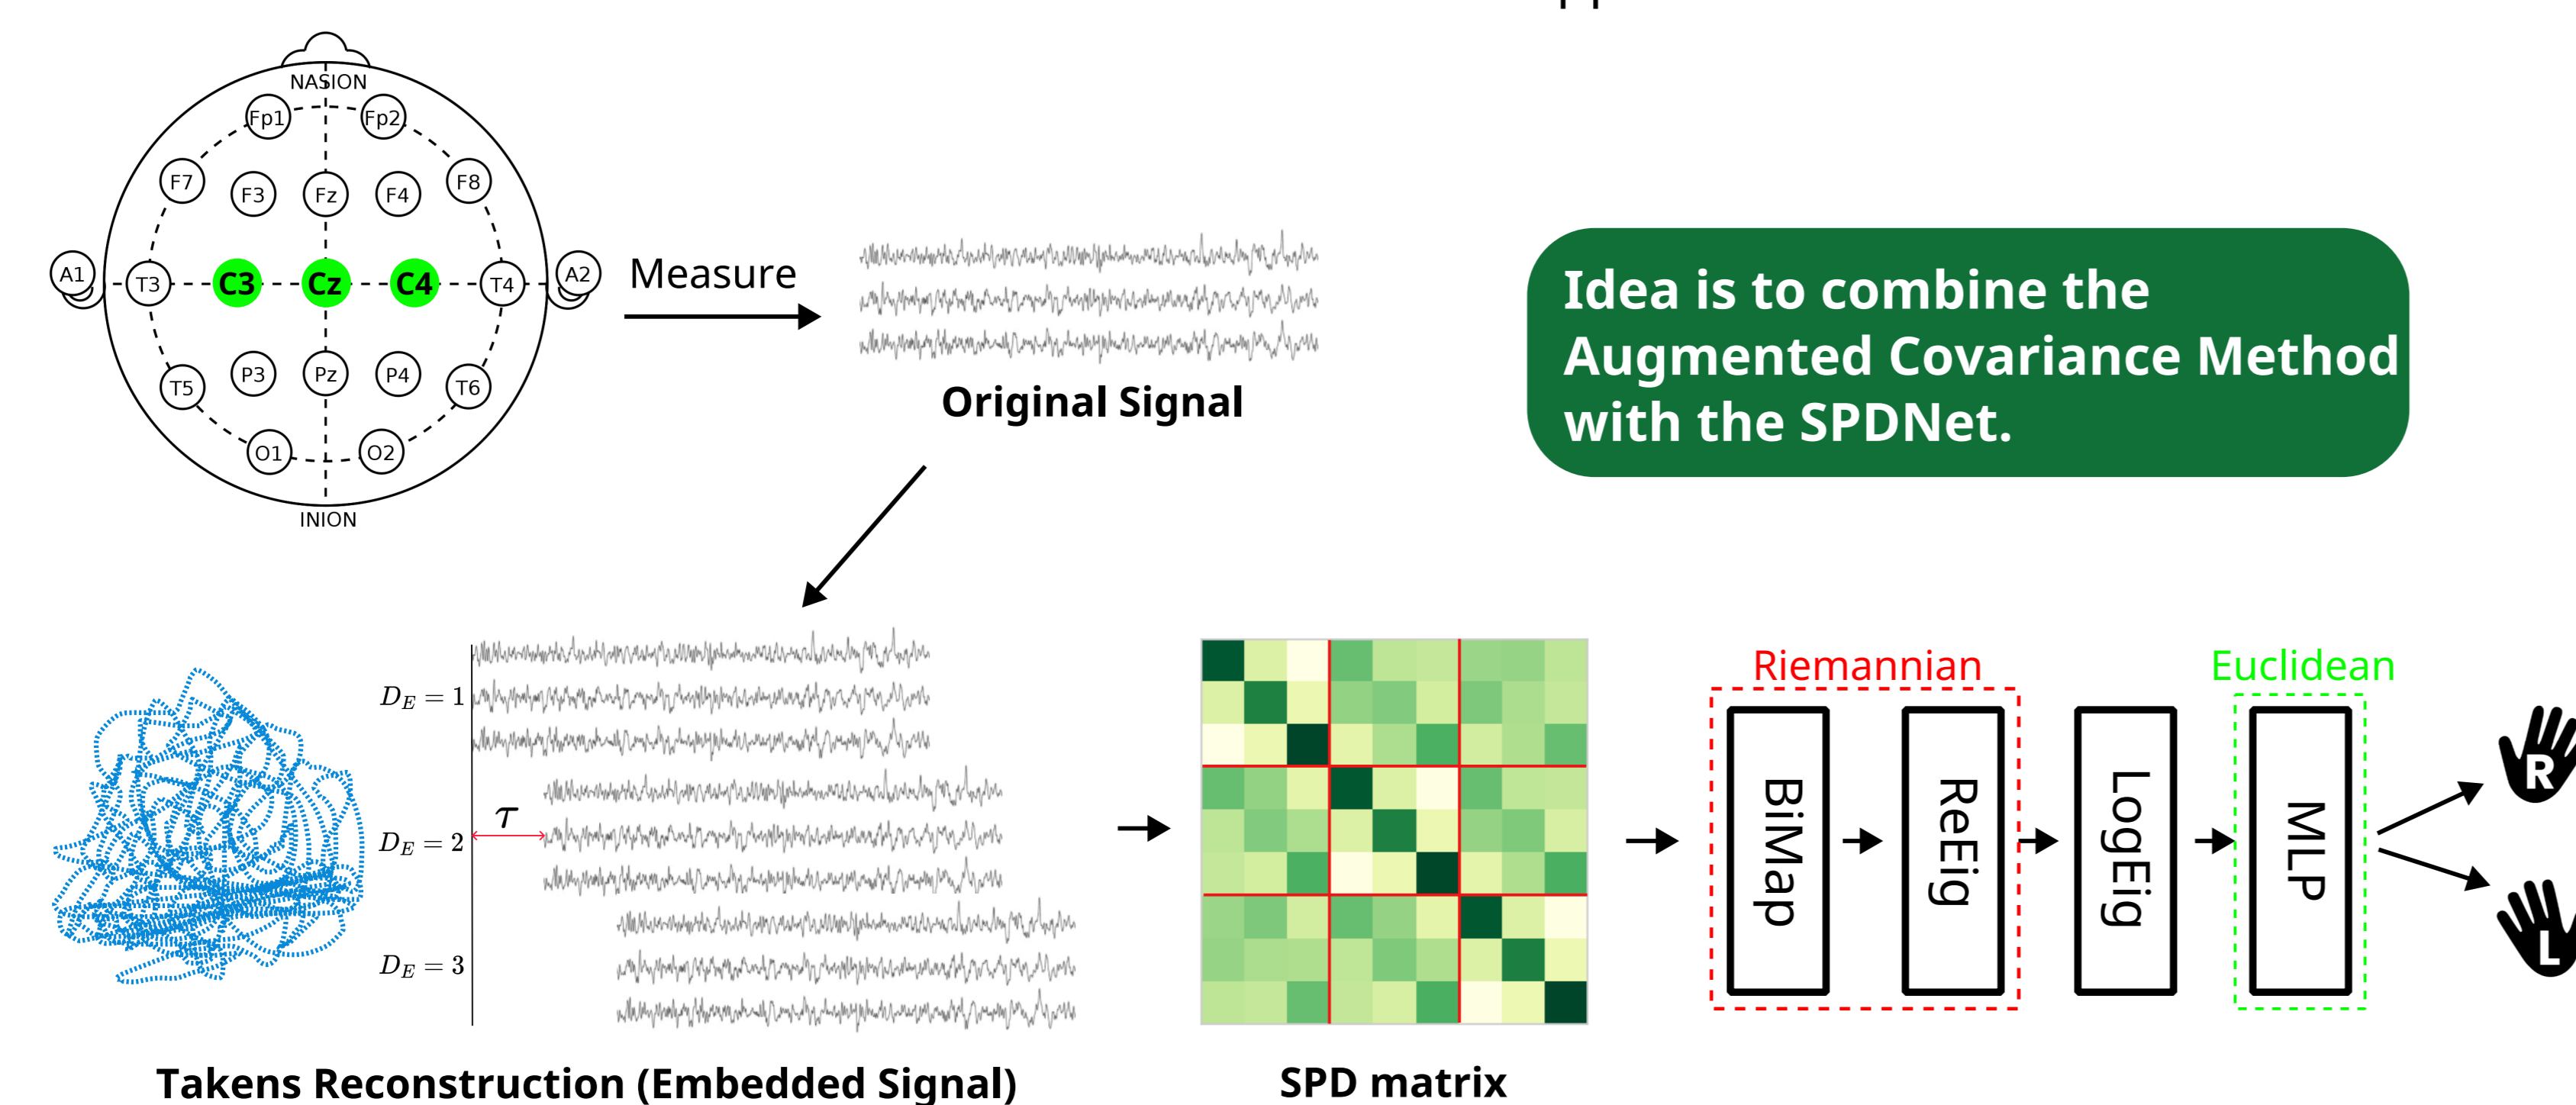 NASION
Fp1 Fp2
F7 F3 Fz F4 F8
A1 T3 C3 Cz C4 T4 A2
T5 P3 Pz P4 T6
O1 O2
INION
Measure
Original Signal
Idea is to combine the
Augmented Covariance Method
with the SPDNet.
D_E = 1
τ
D_E = 2
D_E = 3
Takens Reconstruction (Embedded Signal)
SPD matrix
Riemannian
BiMap
ReEig
LogEig
Euclidean
MLP
R
L